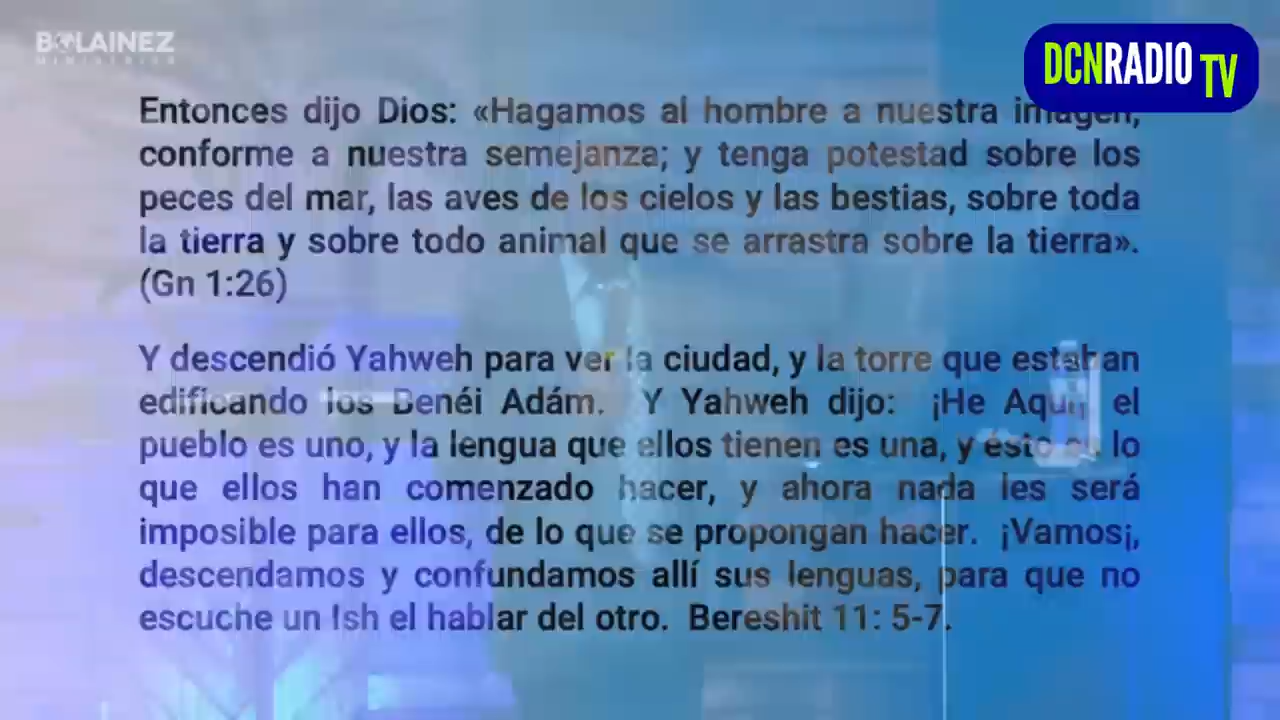 BOLAINEZ
MINISTRIES
DCNRADIO TV
Entonces dijo Dios: «Hagamos al hombre a nuestra imagen,
conforme a nuestra semejanza; y tenga potestad sobre los
peces del mar, las aves de los cielos y las bestias, sobre toda
la tierra y sobre todo animal que se arrastra sobre la tierra».
(Gn 1:26)
Y descendió Yahweh para ver la ciudad, y la torre que estaban
edificando los Benéi Adám. Y Yahweh dijo: ¡He Aquí¡ el
pueblo es uno, y la lengua que ellos tienen es una, y ésto es lo
que ellos han comenzado hacer, y ahora nada les será
imposible para ellos, de lo que se propongan hacer. ¡Vamos¡,
descendamos y confundamos allí sus lenguas, para que no
escuche un Ish el hablar del otro. Bereshit 11: 5-7.